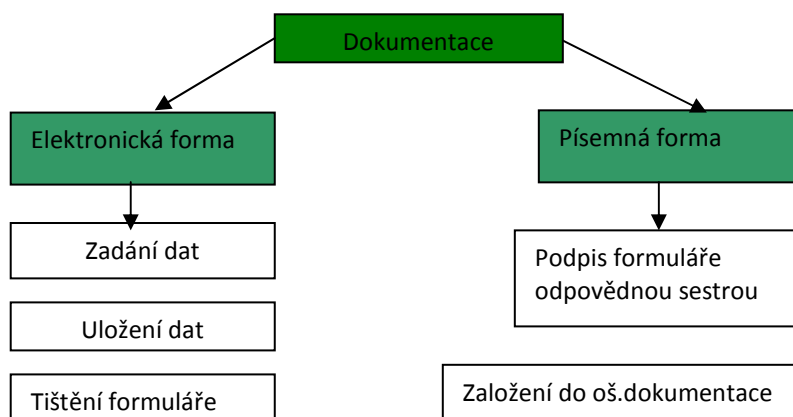 Dokumentace
Elektronická forma
Písemná forma
Zadání dat
Podpis formuláře
odpovědnou sestrou
Uložení dat
Tištění formuláře
Založení do oš.dokumentace